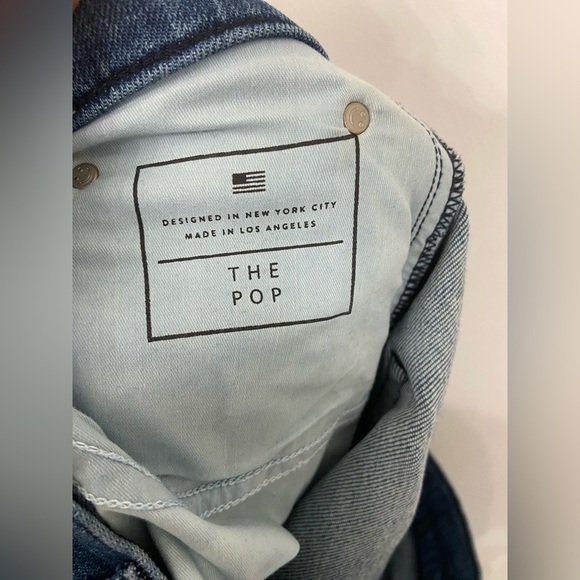 DESIGNED IN NEW YORK CITY
MADE IN LOS ANGELES
THE
POP